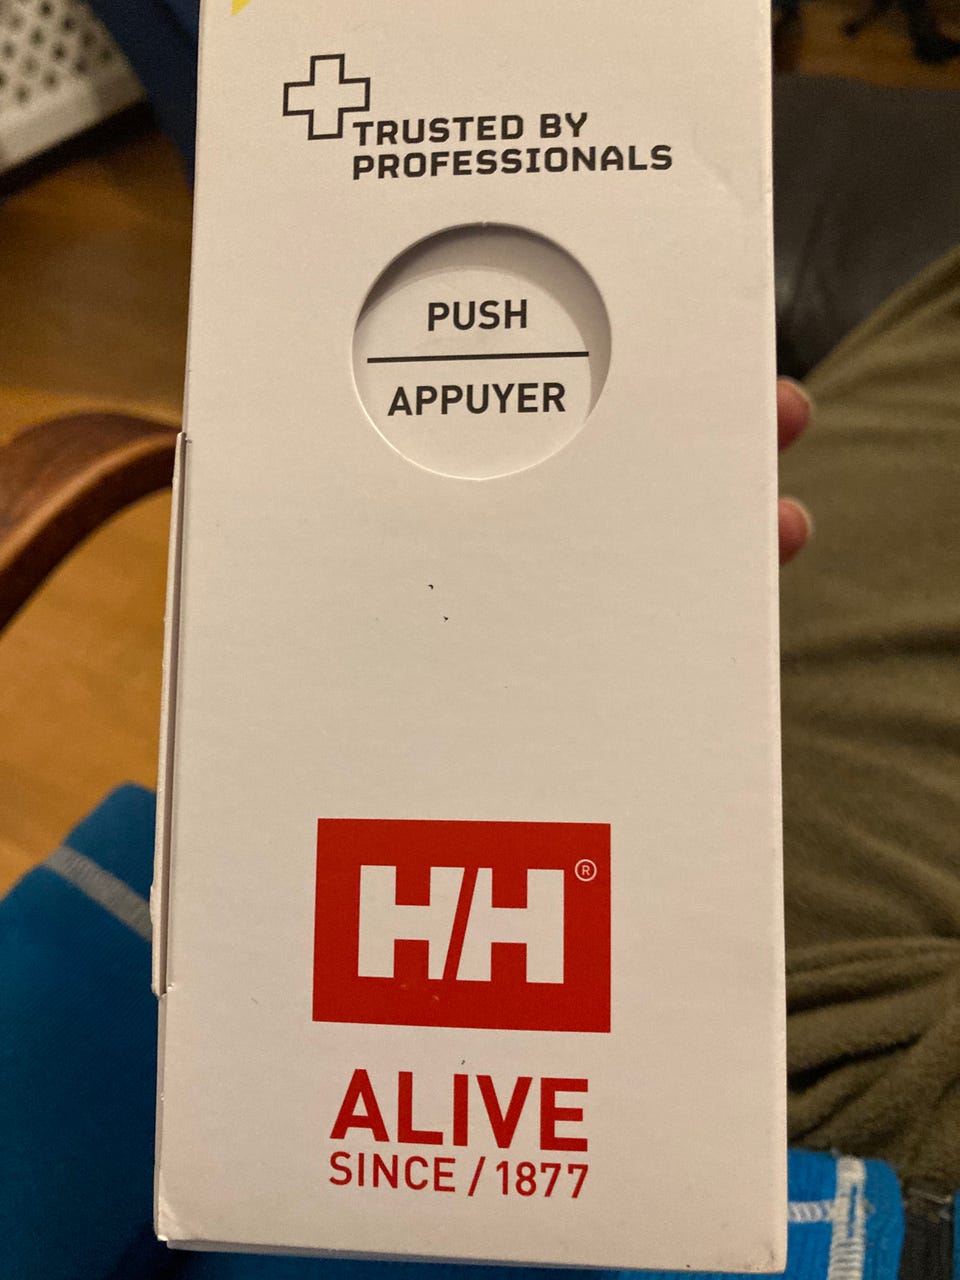 TRUSTED BY
PROFESSIONALS
PUSH
APPUYER
HH®
ALIVE
SINCE / 1877